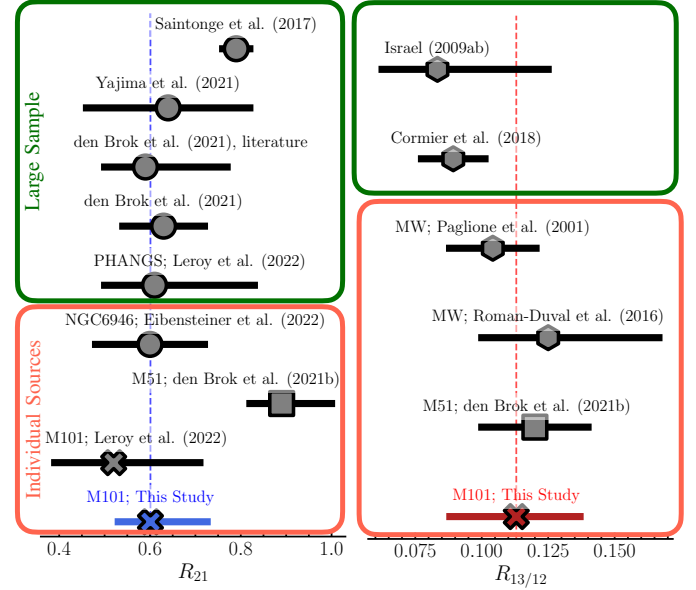 Large Sample
Saintonge et al. (2017)
Yajima et al. (2021)
den Brok et al. (2021), literature
den Brok et al. (2021)
PHANGS; Leroy et al. (2022)
Individual Sources
NGC6946; Eibensteiner et al. (2022)
M51; den Brok et al. (2021b)
M101; Leroy et al. (2022)
M101; This Study
0.4 0.6 0.8 1.0
R21
Israel (2009ab)
Cormier et al. (2018)
MW; Paglione et al. (2001)
MW; Roman-Duval et al. (2016)
M51; den Brok et al. (2021b)
M101; This Study
0.075 0.100 0.125 0.150
R13/12